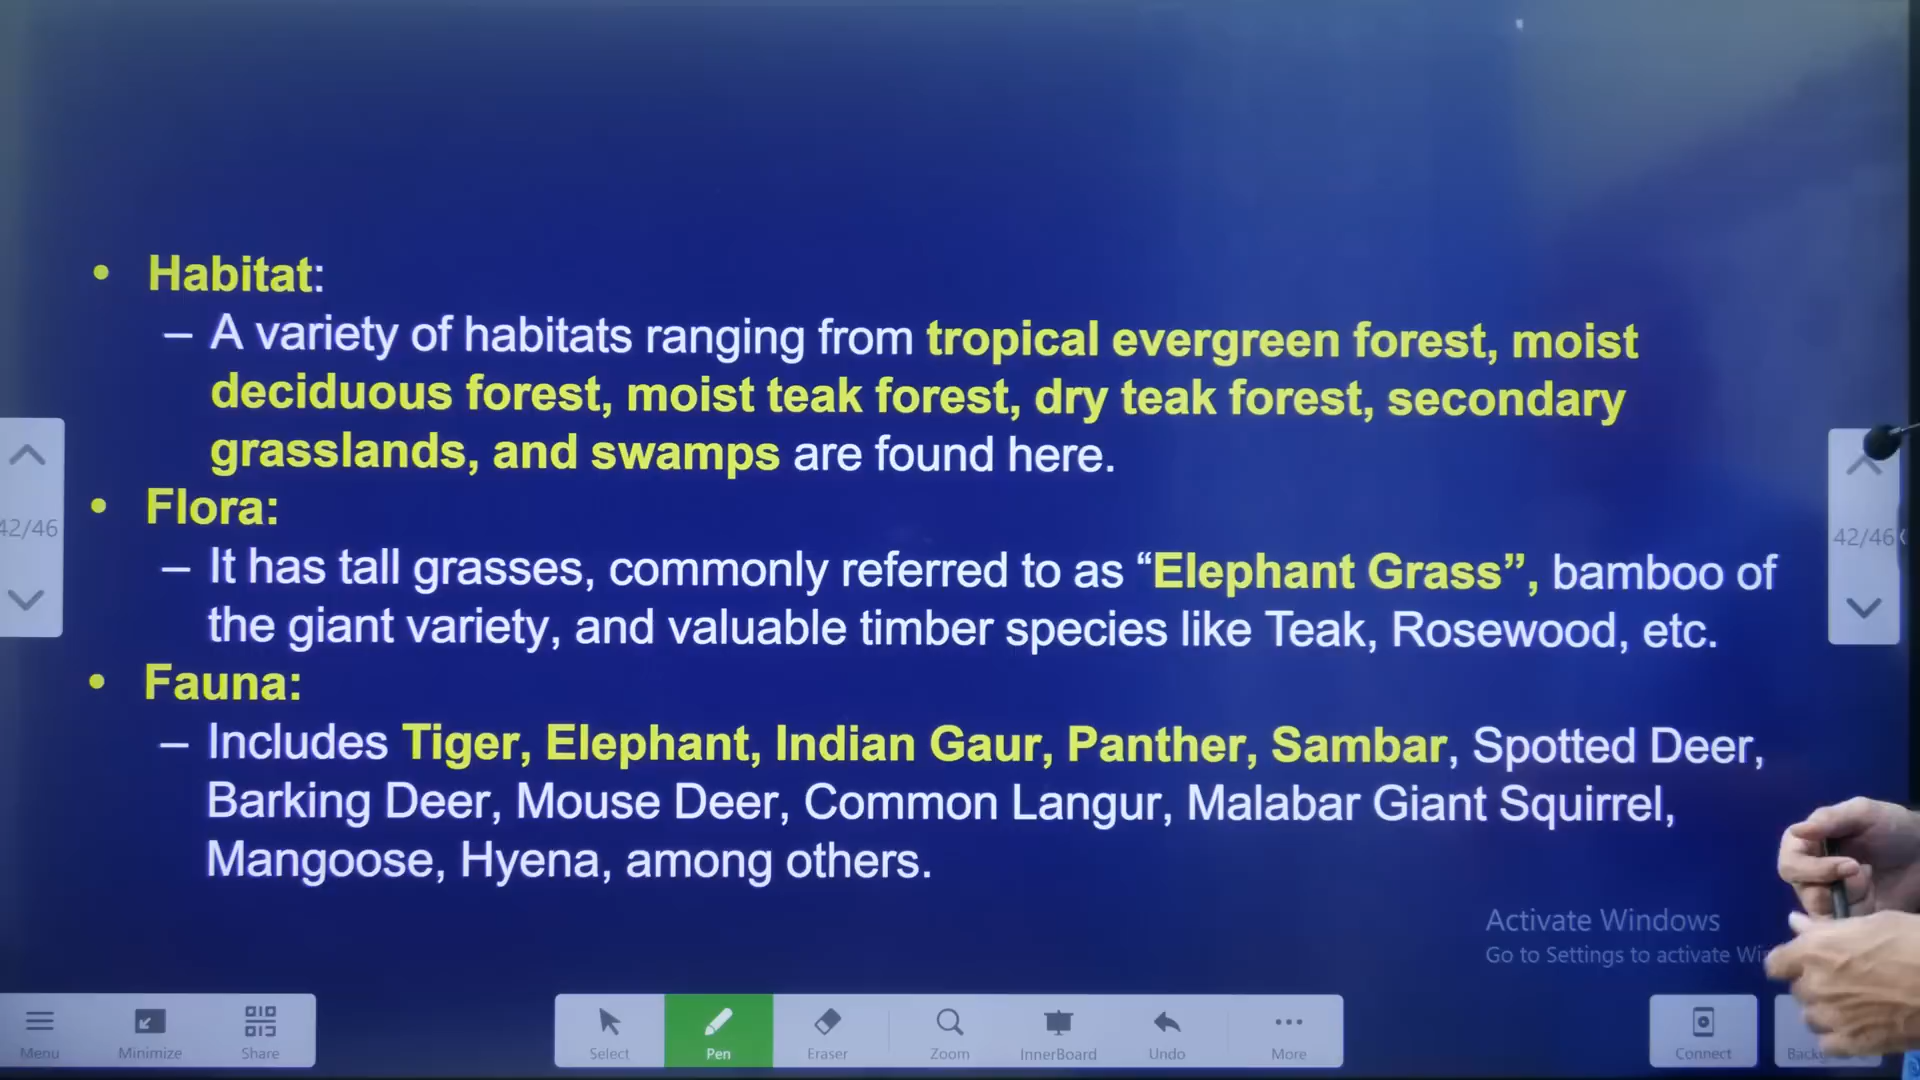 • Habitat:
– A variety of habitats ranging from tropical evergreen forest, moist
deciduous forest, moist teak forest, dry teak forest, secondary
grasslands, and swamps are found here.
• Flora:
– It has tall grasses, commonly referred to as “Elephant Grass”, bamboo of
the giant variety, and valuable timber species like Teak, Rosewood, etc.
• Fauna:
– Includes Tiger, Elephant, Indian Gaur, Panther, Sambar, Spotted Deer,
Barking Deer, Mouse Deer, Common Langur, Malabar Giant Squirrel,
Mangoose, Hyena, among others.
42/46
42/46
Activate Windows
Go to Settings to activate
Menu Minimize Share Select Pen Eraser Zoom InnerBoard Undo More Connect